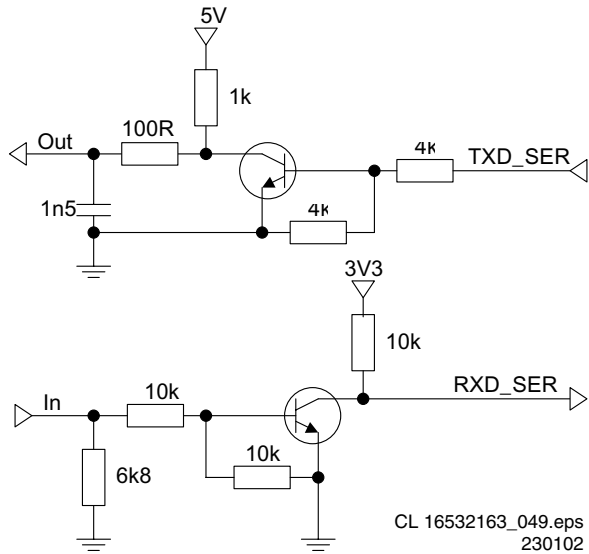 5V
1k
100R
Out
4k
TXD_SER
1n5
4k
3V3
10k
In
10k
RXD_SER
10k
6k8
CL 16532163_049.eps
230102